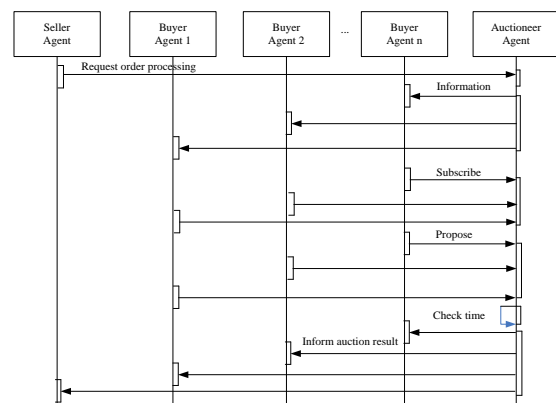 Seller
Agent
Buyer
Agent 1
Buyer
Agent 2
...
Buyer
Agent n
Auctioneer
Agent
Request order processing
Information
Subscribe
Propose
Check time
Inform auction result